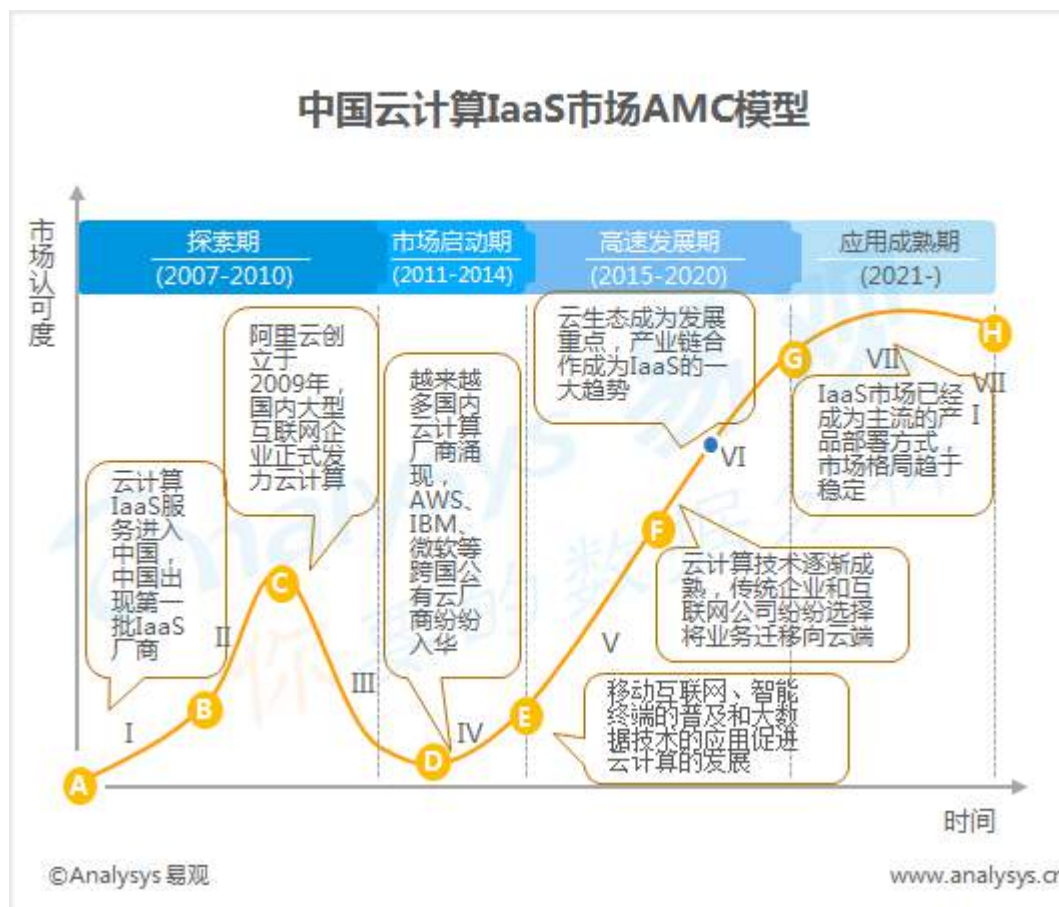 中国云计算IaaS市场AMC模型
市场认可度
探索期
(2007-2010)
市场启动期
(2011-2014)
高速发展期
(2015-2020)
应用成熟期
(2021-)
云计算
IaaS服
务进入
中国，
中国出
现第一
批IaaS
厂商
阿里云创
立于
2009年，
国内大型
互联网企
业正式发
力云计算
越来越
多国内
云计算
厂商涌
现，
AWS、
IBM、
微软等
跨国公
有云厂
商纷纷
入华
云生态成为发展
重点，产业链合
作成为IaaS的一
大趋势
IaaS市场已经
成为主流的产
品部署方式，
市场格局趋于
稳定
云计算技术逐渐成
熟，传统企业和互
联网公司纷纷选择
将业务迁移向云端
移动互联网、智能
终端的普及和大数
据技术的应用促进
云计算的发展
A
I
B
II
C
III
D
IV
E
V
F
VI
G
VII
H
VII
I
时间
©Analysys 易观
www.analysys.cn
Analysys 易观
你要的数据分析